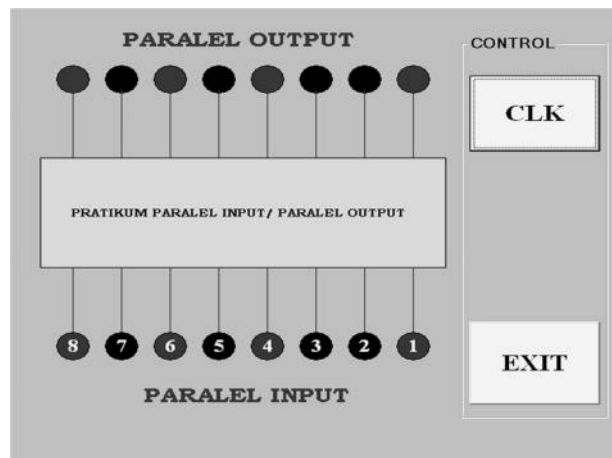 PARALEL OUTPUT
CONTROL
CLK
PRATIKUM PARALEL INPUT/ PARALEL OUTPUT
8 7 6 5 4 3 2 1
EXIT
PARALEL INPUT